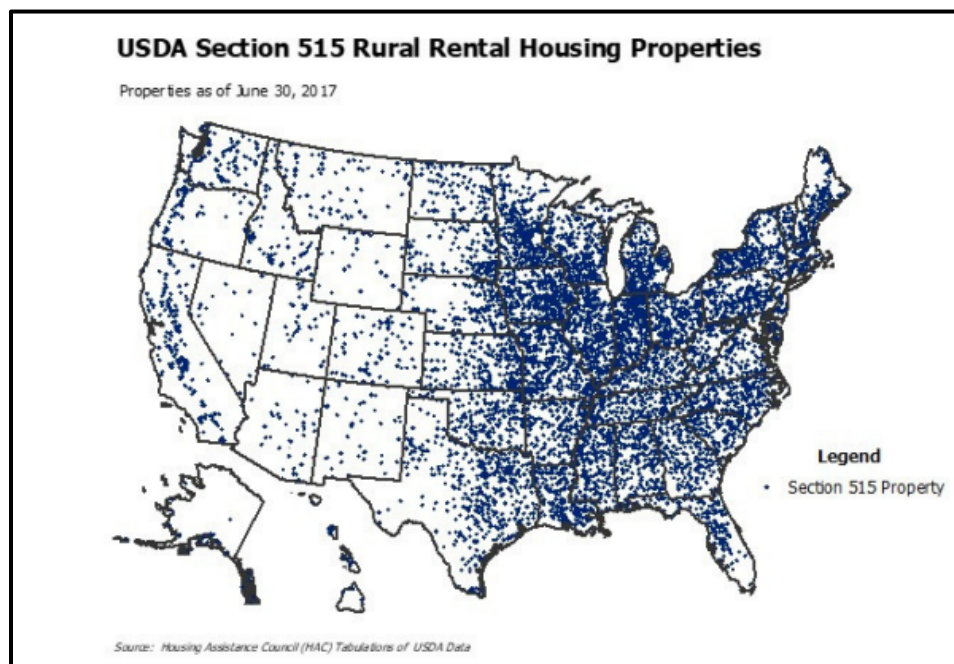 USDA Section 515 Rural Rental Housing Properties
Properties as of June 30, 2017
Legend
Section 515 Property
Source: Housing Assistance Council (HAC) Tabulations of USDA Data